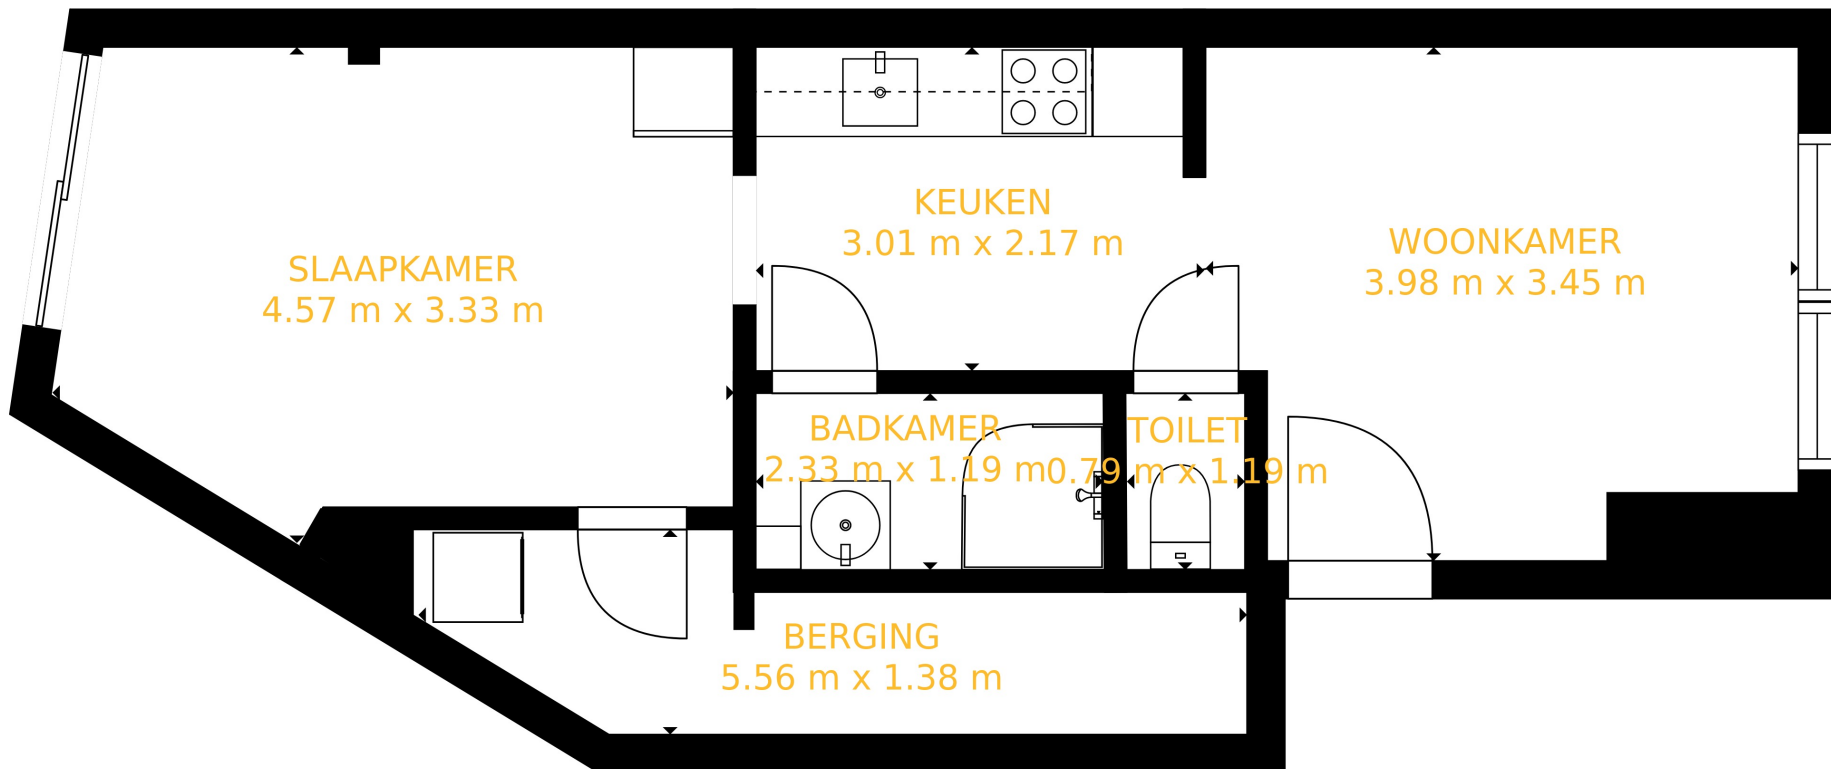 KEUKEN
3.01 m x 2.17 m
WOONKAMER
3.98 m x 3.45 m
SLAAPKAMER
4.57 m x 3.33 m
BADKAMER
2.33 m x 1.19 m
TOILET
0.79 m x 1.19 m
BERGING
5.56 m x 1.38 m